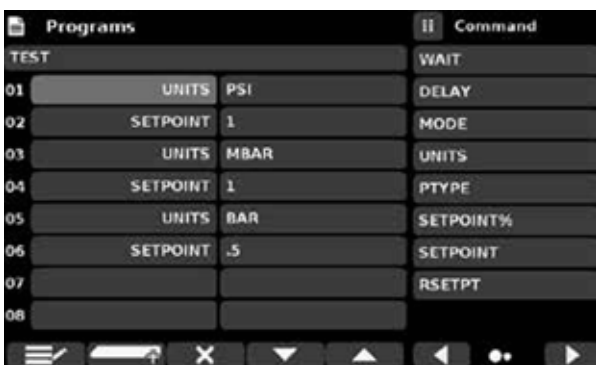 Programs
Command
TEST
WAIT
01 UNITS PSI
DELAY
02 SETPOINT 1
MODE
03 UNITS MBAR
UNITS
04 SETPOINT 1
PTYPE
05 UNITS BAR
SETPOINT%
06 SETPOINT .5
SETPOINT
07
RSETPT
08